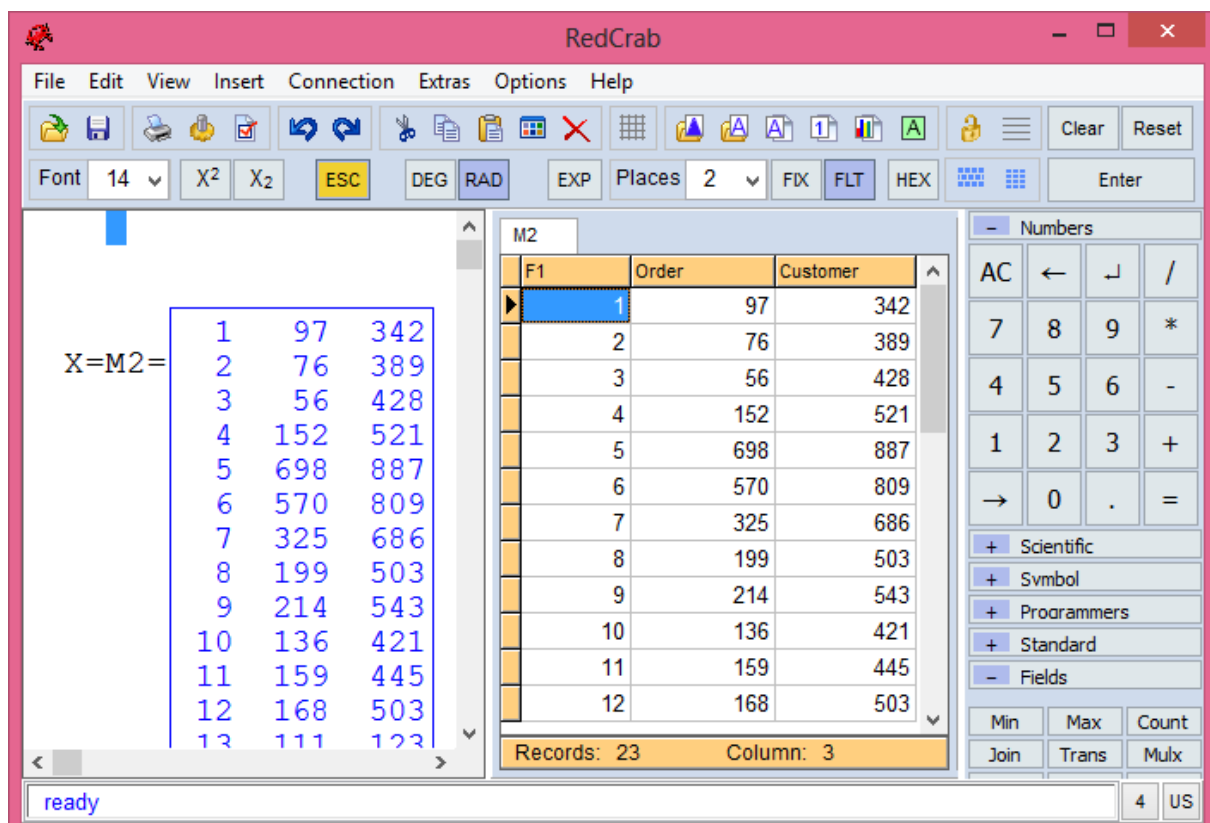 RedCrab
File Edit View Insert Connection Extras Options Help
Clear Reset
Font 14 X2 X2 ESC DEG RAD EXP Places 2 FIX FLT HEX Enter
X=M2=
1 97 342
2 76 389
3 56 428
4 152 521
5 698 887
6 570 809
7 325 686
8 199 503
9 214 543
10 136 421
11 159 445
12 168 503
13 111 123
M2
F1 Order Customer
1 97 342
2 76 389
3 56 428
4 152 521
5 698 887
6 570 809
7 325 686
8 199 503
9 214 543
10 136 421
11 159 445
12 168 503
Records: 23 Column: 3
– Numbers
AC ← ↵ /
7 8 9 *
4 5 6 -
1 2 3 +
→ 0 . =
+ Scientific
+ Symbol
+ Programmers
+ Standard
– Fields
Min Max Count
Join Trans Mulx
ready 4 US